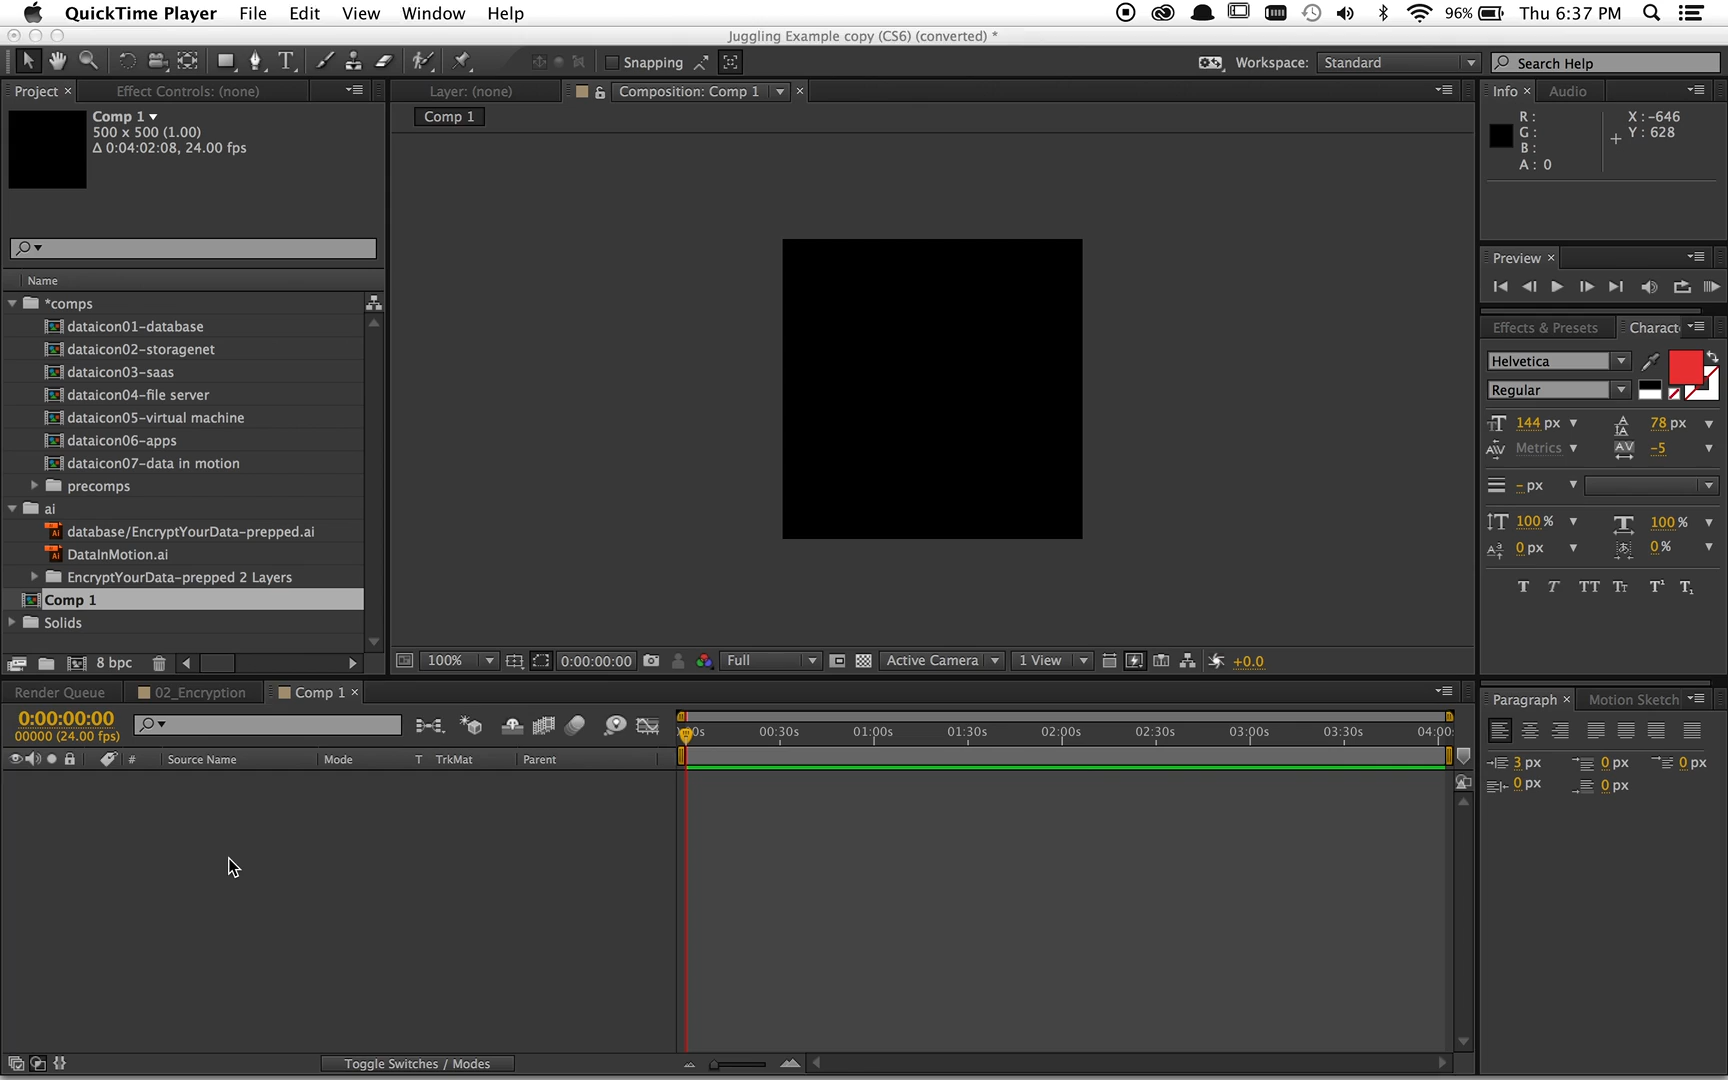 QuickTime Player File Edit View Window Help 96% Thu 6:37 PM
Juggling Example copy (CS6) (converted) *
T Snapping Workspace: Standard Search Help
Project × Effect Controls: (none) Layer: (none) Composition: Comp 1 × Info × Audio
Comp 1
500 x 500 (1.00)
Δ 0:04:02:08, 24.00 fps
Comp 1
R :
G :
B :
A : 0
X : -646
Y : 628
Preview ×
Name
*comps
dataicon01-database
dataicon02-storagenet
dataicon03-saas
dataicon04-file server
dataicon05-virtual machine
dataicon06-apps
dataicon07-data in motion
precomps
ai
database/EncryptYourData-prepped.ai
DataInMotion.ai
EncryptYourData-prepped 2 Layers
Comp 1
Solids
8 bpc
Effects & Presets Charact
Helvetica
Regular
144 px 78 px
Metrics -5
- px
100 % 100 %
0 px 0 %
T T TT Tт T¹ T₁
100% 0:00:00:00 Full Active Camera 1 View +0.0
Render Queue 02_Encryption Comp 1 ×
0:00:00:00
00000 (24.00 fps)
:00s 00:30s 01:00s 01:30s 02:00s 02:30s 03:00s 03:30s 04:00
# Source Name Mode T TrkMat Parent
Paragraph × Motion Sketch
3 px 0 px 0 px
0 px 0 px
Toggle Switches / Modes